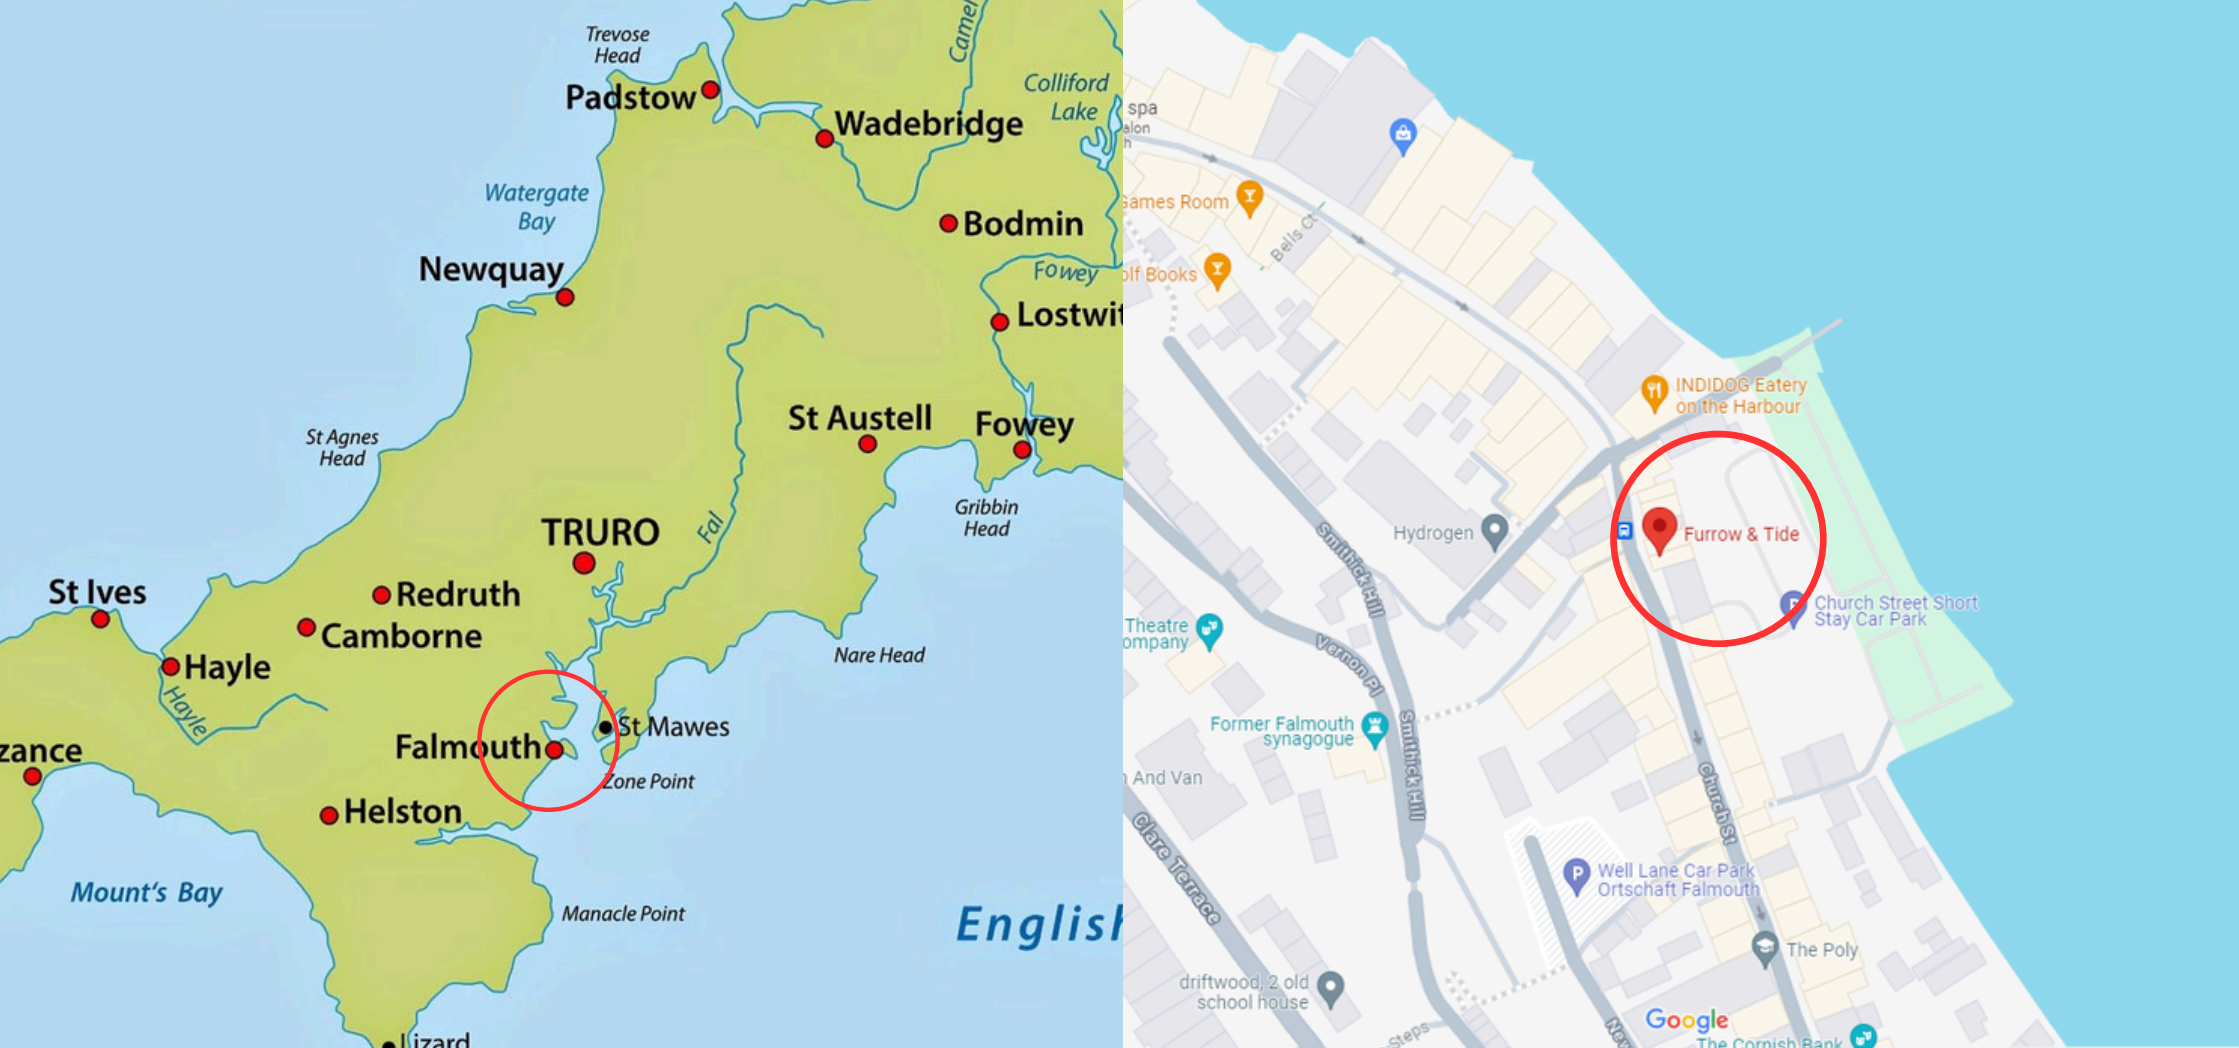 Trevose
Head
Camel
Padstow
Colliford
Lake
Wadebridge
Watergate
Bay
Bodmin
Newquay
Fowey
Lostwit
St Austell
Fowey
St Agnes
Head
Gribbin
Head
TRURO
Fal
St Ives
Redruth
Camborne
Nare Head
Hayle
Hayle
St Mawes
Falmouth
zance
Zone Point
Helston
Mount's Bay
Manacle Point
English
Lizard
spa
alon
h
Games Room
Bells Ct
olf Books
INDIDOG Eatery
on the Harbour
Hydrogen
Furrow & Tide
Smithick Hill
Church Street Short
Stay Car Park
P
Theatre
ompany
Vernon Pl
Former Falmouth
synagogue
Smithick Hill
n And Van
Church St
Clare Terrace
P
Well Lane Car Park
Ortschaft Falmouth
The Poly
driftwood, 2 old
school house
Google
New
Steps
The Cornish Bank